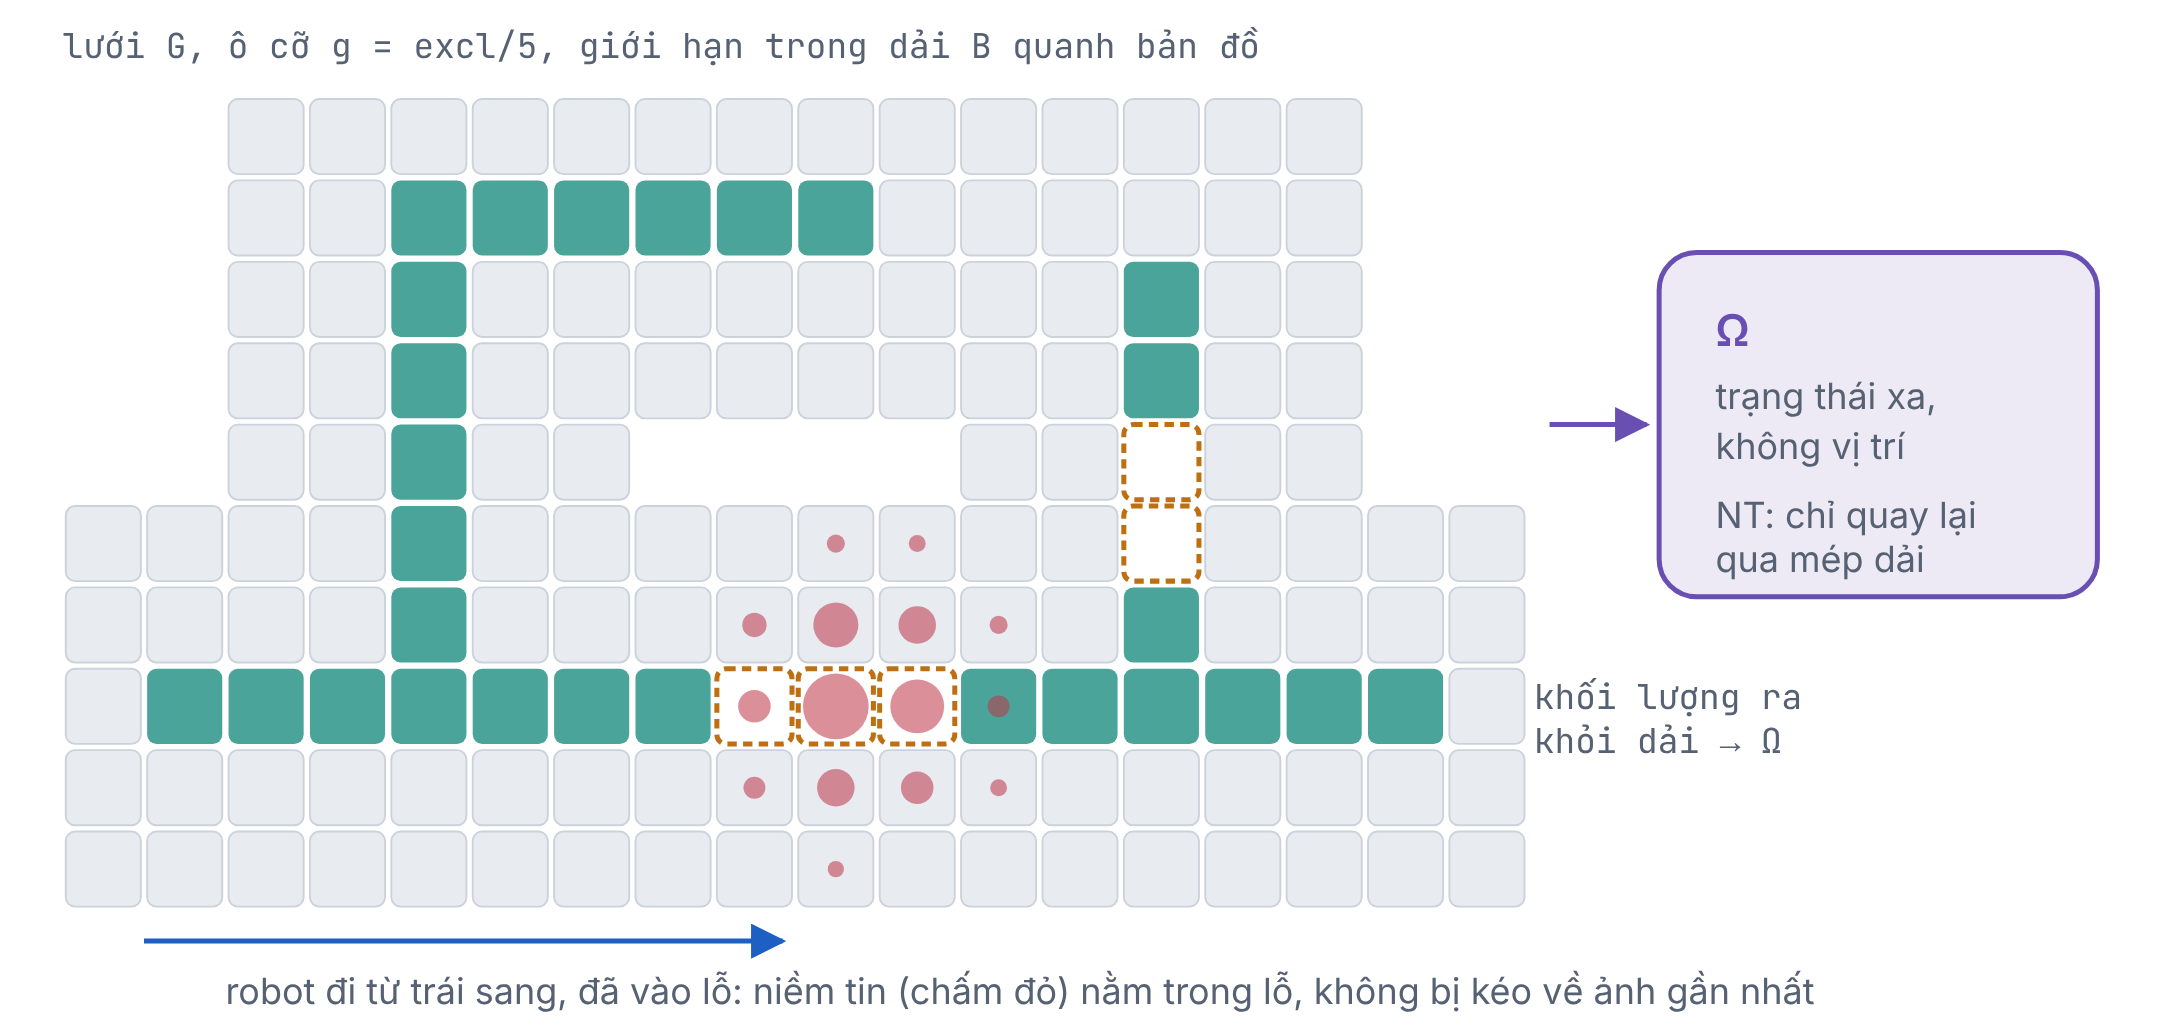 lưới G, ô cỡ g = excl/5, giới hạn trong dải B quanh bản đồ
Ω
trạng thái xa,
không vị trí
NT: chỉ quay lại
qua mép dải
khối lượng ra
khỏi dải → Ω
robot đi từ trái sang, đã vào lỗ: niềm tin (chấm đỏ) nằm trong lỗ, không bị kéo về ảnh gần nhất